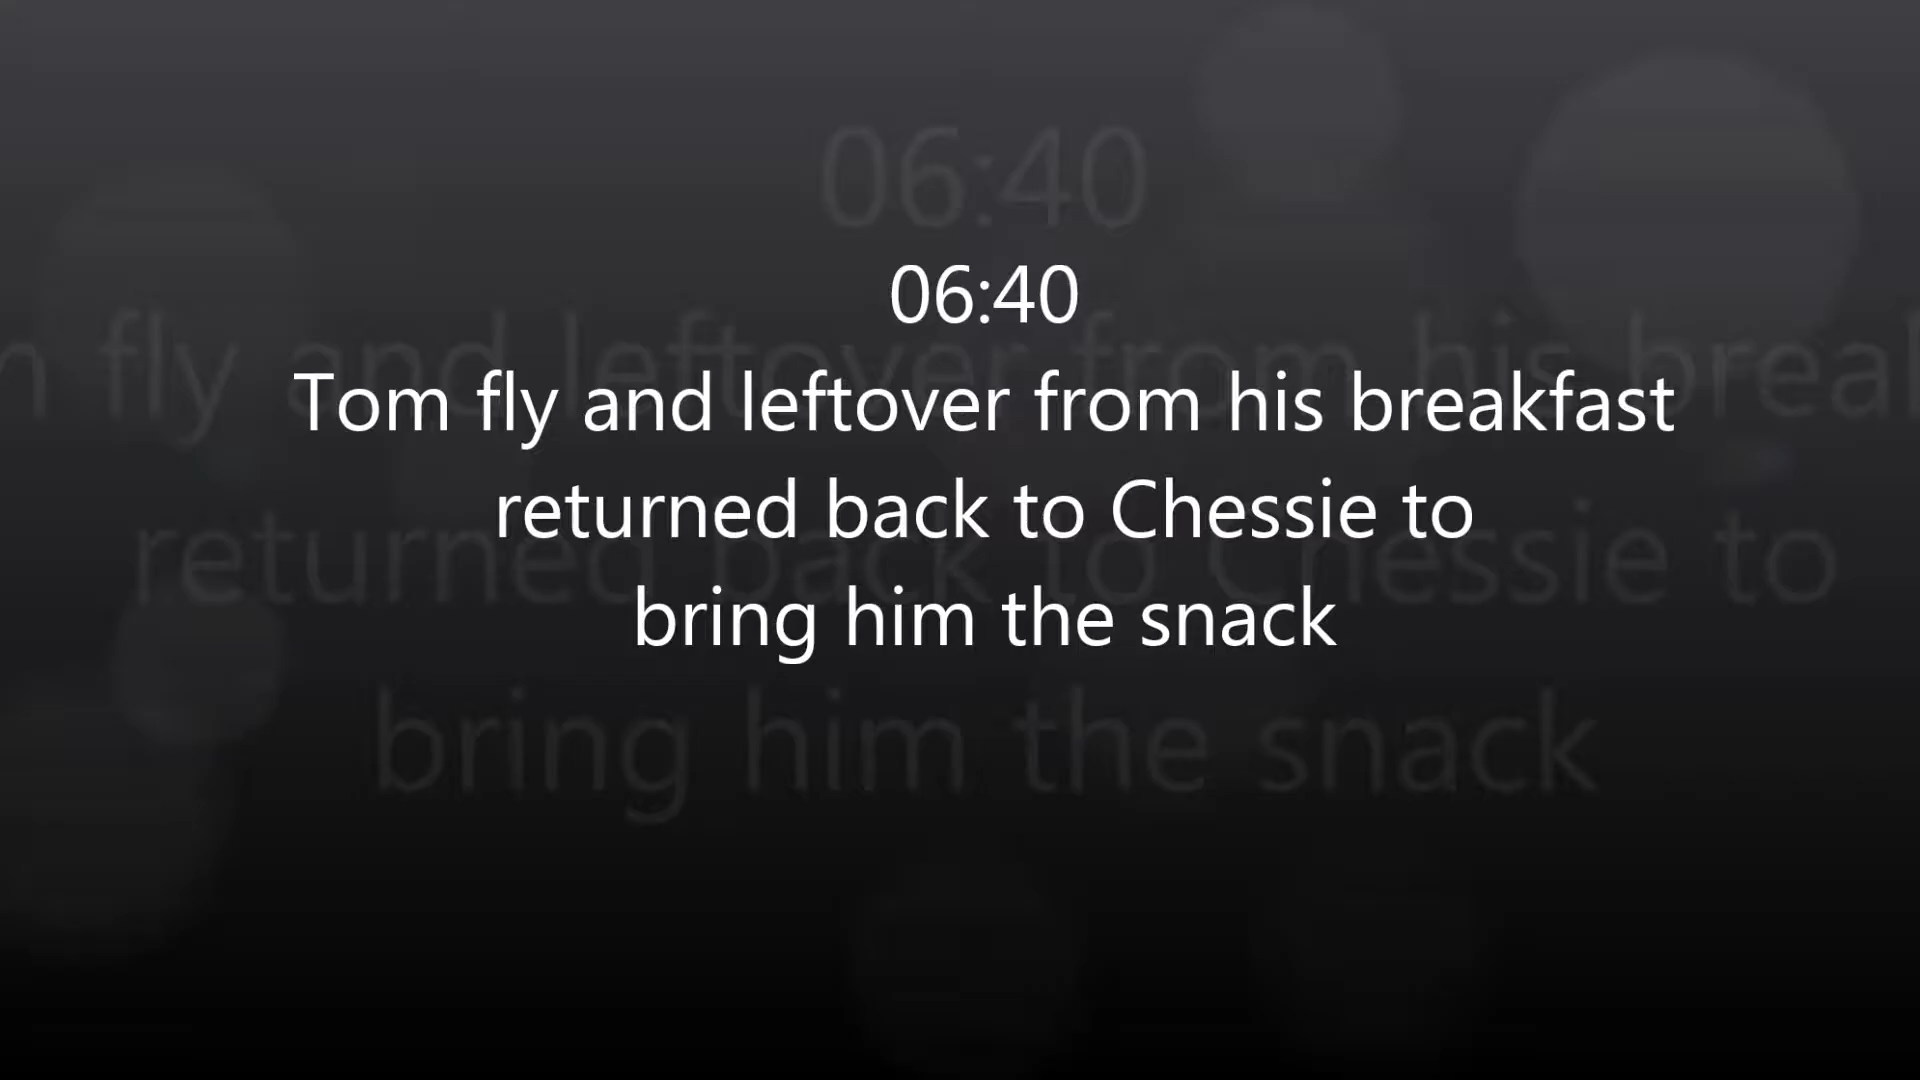 06:40
Tom fly and leftover from his breakfast
returned back to Chessie to
bring him the snack